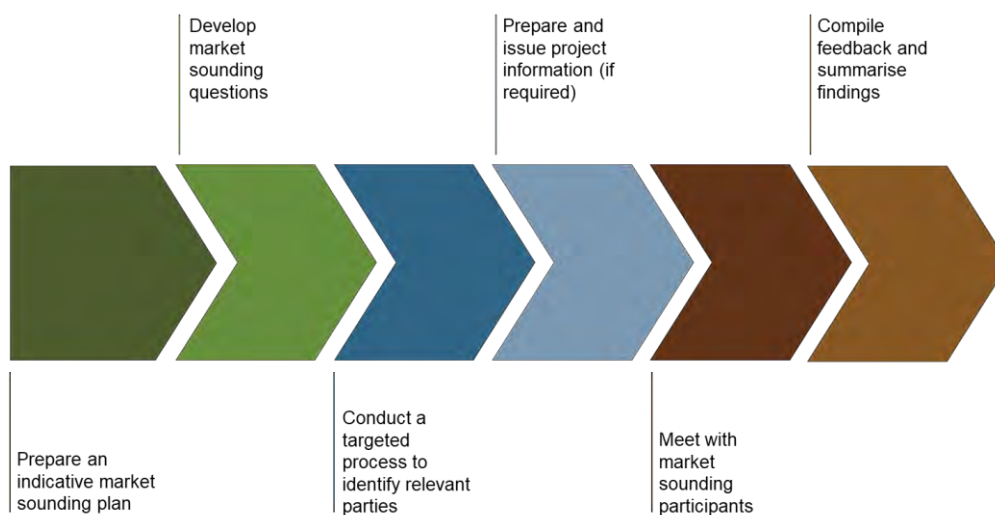 Develop
market
sounding
questions
Prepare and
issue project
information (if
required)
Compile
feedback and
summarise
findings
Prepare an
indicative market
sounding plan
Conduct a
targeted
process to
identify relevant
parties
Meet with
market
sounding
participants